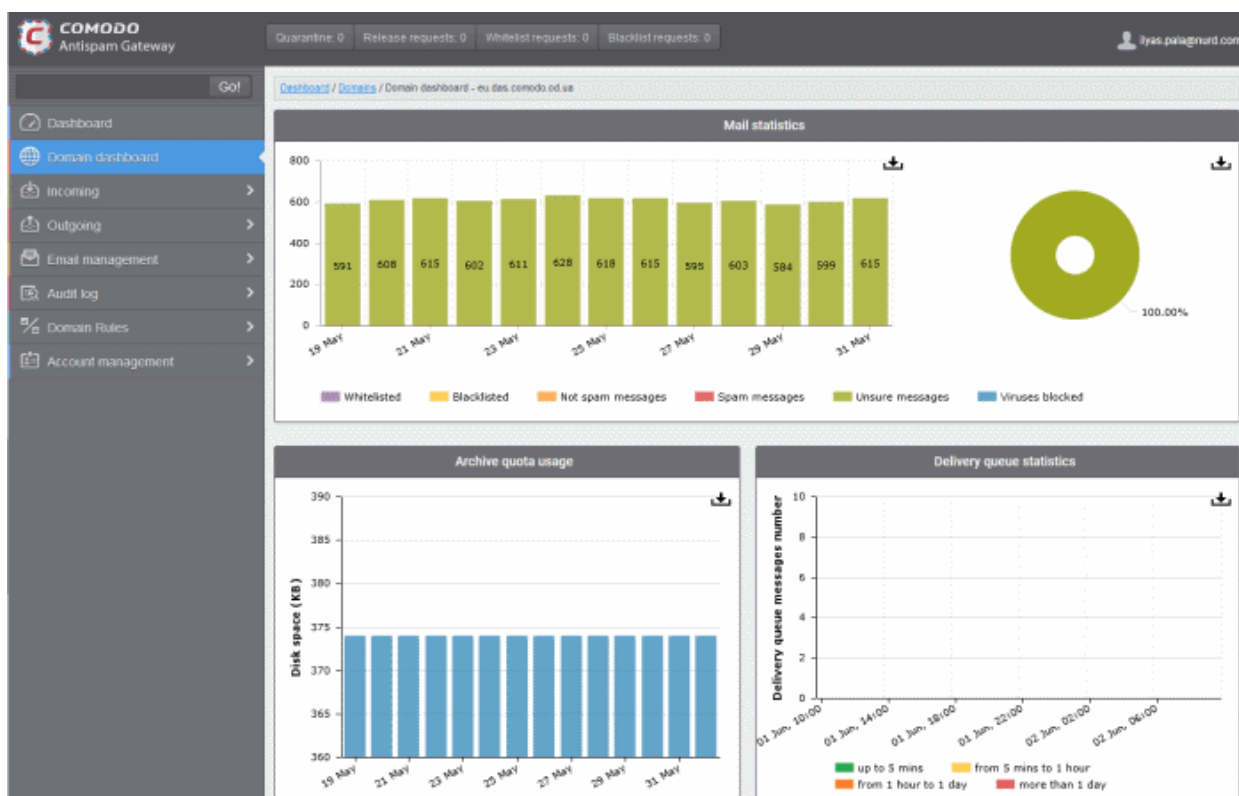 COMODO
Antispam Gateway
Quarantine: 0 Release requests: 0 Whitelist requests: 0 Blacklist requests: 0
ilyas.pala@nurd.com
Go!
Dashboard / Domains / Domain dashboard - eu.das.comodo.od.ua
Dashboard
Domain dashboard
Incoming
Outgoing
Email management
Audit log
Domain Rules
Account management
Mail statistics
800
600
400
200
0
591 608 615 602 611 628 618 615 595 603 584 599 615
19 May 21 May 23 May 25 May 27 May 29 May 31 May
100.00%
Whitelisted Blacklisted Not spam messages Spam messages Unsure messages Viruses blocked
Archive quota usage
Disk space (KB)
390
385
380
375
370
365
360
19 May 21 May 23 May 25 May 27 May 29 May 31 May
Delivery queue statistics
Delivery queue messages number
10
8
6
4
2
0
01 Jun, 10:00 01 Jun, 14:00 01 Jun, 18:00 01 Jun, 22:00 02 Jun, 02:00 02 Jun, 06:00
up to 5 mins from 5 mins to 1 hour
from 1 hour to 1 day more than 1 day